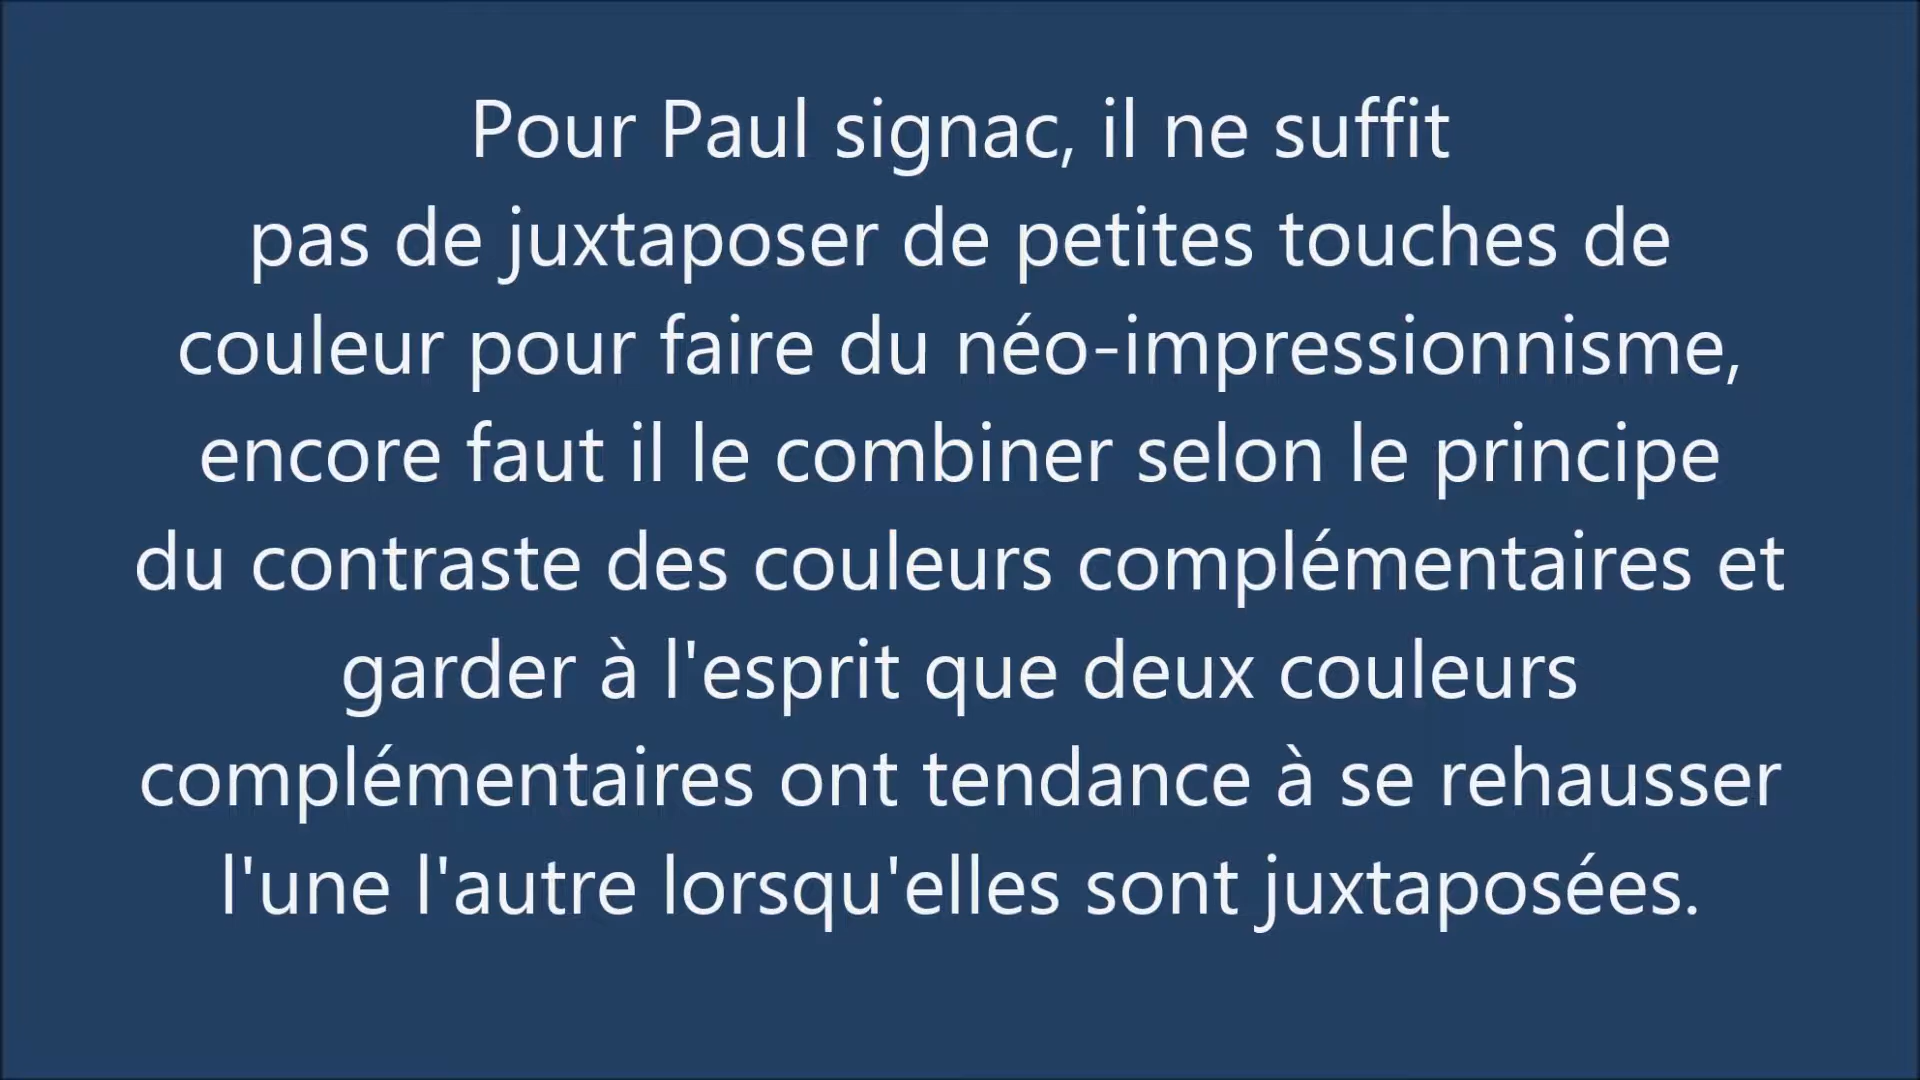 Pour Paul signac, il ne suffit
pas de juxtaposer de petites touches de
couleur pour faire du néo-impressionnisme,
encore faut il le combiner selon le principe
du contraste des couleurs complémentaires et
garder à l'esprit que deux couleurs
complémentaires ont tendance à se rehausser
l'une l'autre lorsqu'elles sont juxtaposées.